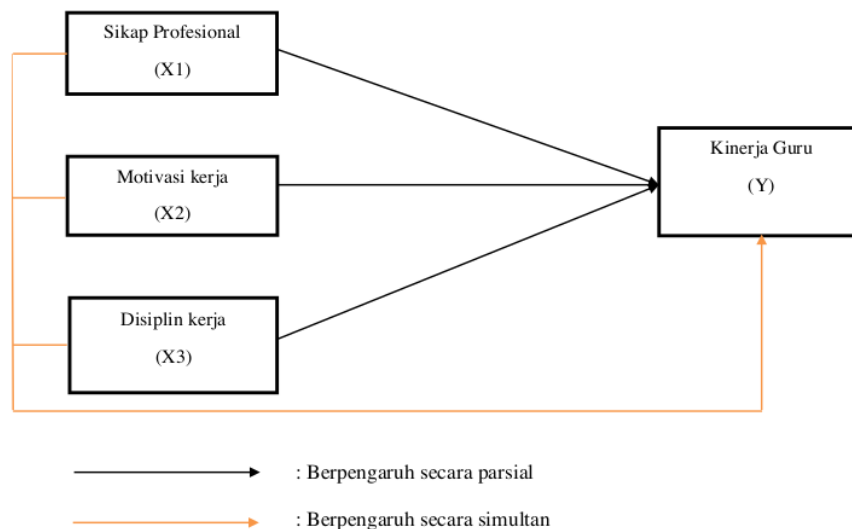 Sikap Profesional
(X1)
Motivasi kerja
(X2)
Disiplin kerja
(X3)
Kinerja Guru
(Y)
: Berpengaruh secara parsial
: Berpengaruh secara simultan